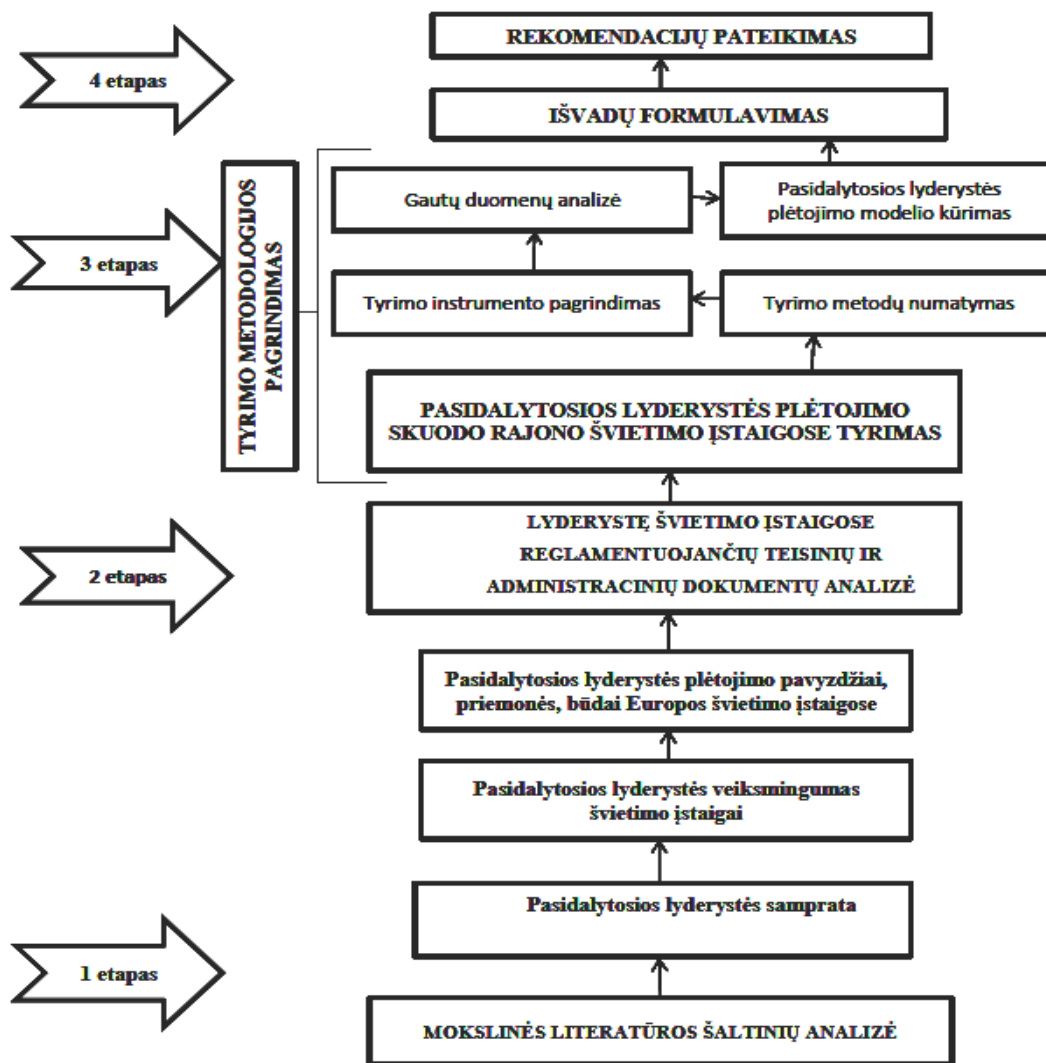 REKOMENDACIJŲ PATEIKIMAS
4 etapas
IŠVADŲ FORMULAVIMAS
TYRIMO METODOLOGIJOS
PAGRINDIMAS
Gautų duomenų analizė
Pasidalytosios lyderystės
plėtojimo modelio kūrimas
3 etapas
Tyrimo instrumento pagrindimas
Tyrimo metodų numatymas
PASIDALYTOSIOS LYDERYSTĖS PLĖTOJIMO
SKUODO RAJONO ŠVIETIMO ĮSTAIGOSE TYRIMAS
2 etapas
LYDERYSTĘ ŠVIETIMO ĮSTAIGOSE
REGLAMENTUOJANČIŲ TEISINIŲ IR
ADMINISTRACINIŲ DOKUMENTŲ ANALIZĖ
Pasidalytosios lyderystės plėtojimo pavyzdžiai,
priemonės, būdai Europos švietimo įstaigose
Pasidalytosios lyderystės veiksmingumas
švietimo įstaigai
Pasidalytosios lyderystės samprata
1 etapas
MOKSLINĖS LITERATŪROS ŠALTINIŲ ANALIZĖ